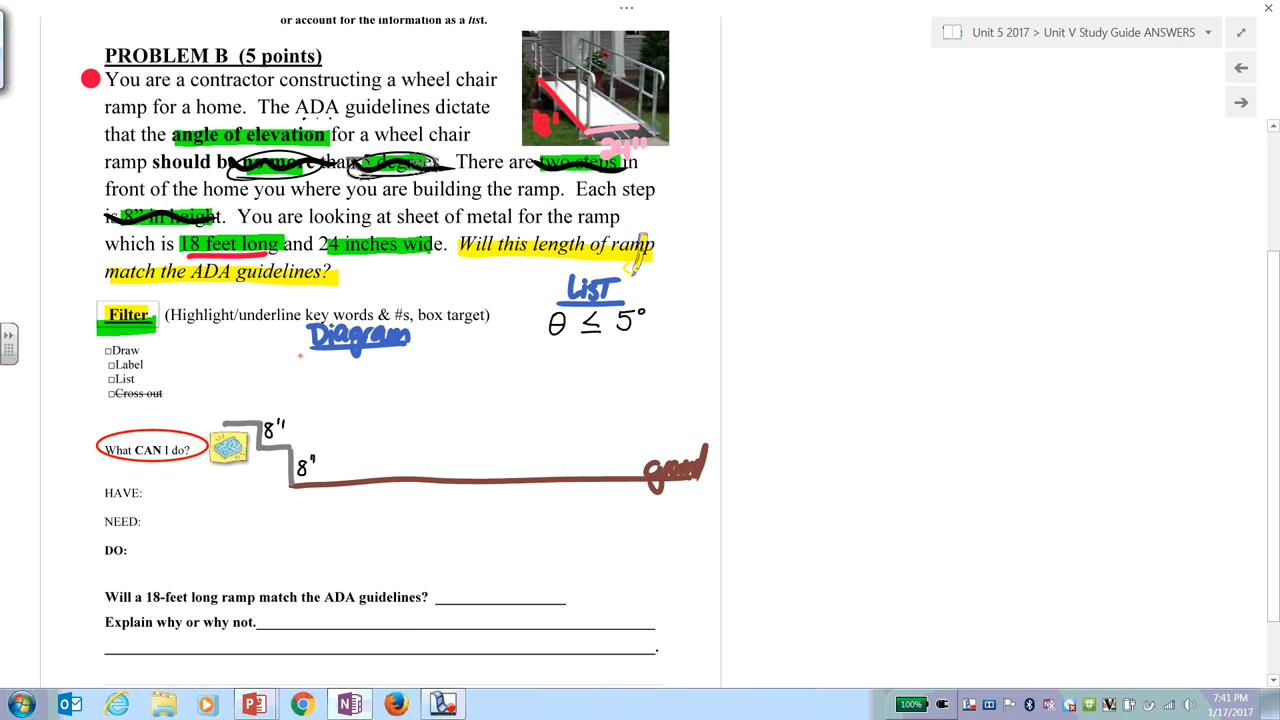 or account for the information as a list.
Unit 5 2017 > Unit V Study Guide ANSWERS
PROBLEM B (5 points)
You are a contractor constructing a wheel chair
ramp for a home. The ADA guidelines dictate
that the angle of elevation for a wheel chair
ramp should be no more than 5 degrees. There are two steps in
front of the home you where you are building the ramp. Each step
is 8” in height. You are looking at sheet of metal for the ramp
which is 18 feet long and 24 inches wide. Will this length of ramp
match the ADA guidelines?
24"
LIST
θ ≤ 5°
Filter (Highlight/underline key words & #s, box target)
Diagram
Draw
Label
List
Cross out
8"
What CAN I do?
8"
ground
HAVE:
NEED:
DO:
Will a 18-feet long ramp match the ADA guidelines?
Explain why or why not.
100%
7:41 PM
1/17/2017